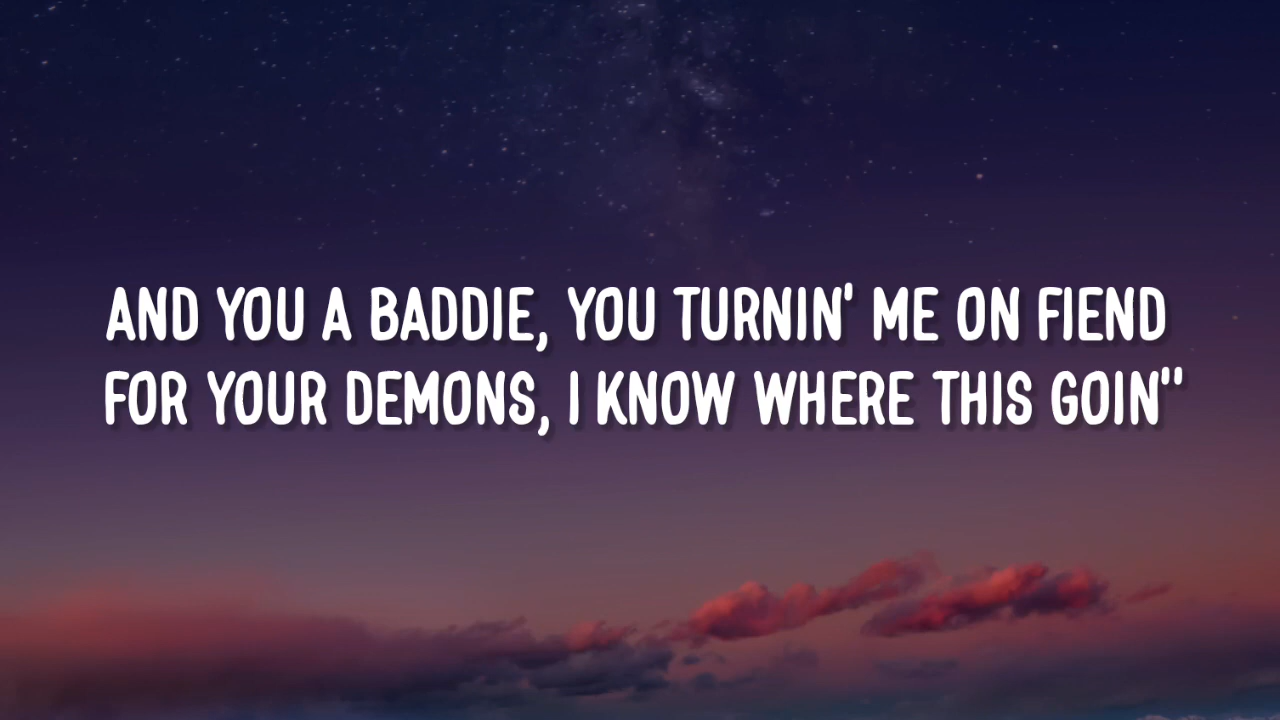 AND YOU A BADDIE, YOU TURNIN' ME ON FIEND
FOR YOUR DEMONS, I KNOW WHERE THIS GOIN"